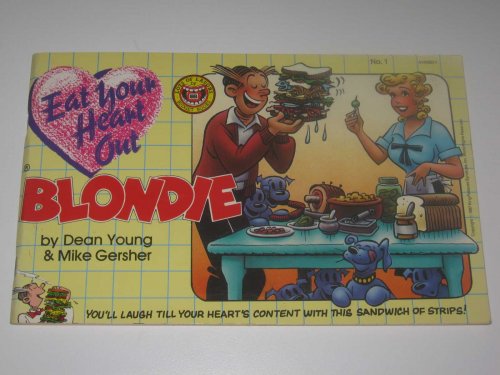 Eat Your
Heart
Out
No. 1
BLONDIE
by Dean Young
& Mike Gersher
YOU'LL LAUGH TILL YOUR HEART'S CONTENT WITH THIS SANDWICH OF STRIPS!